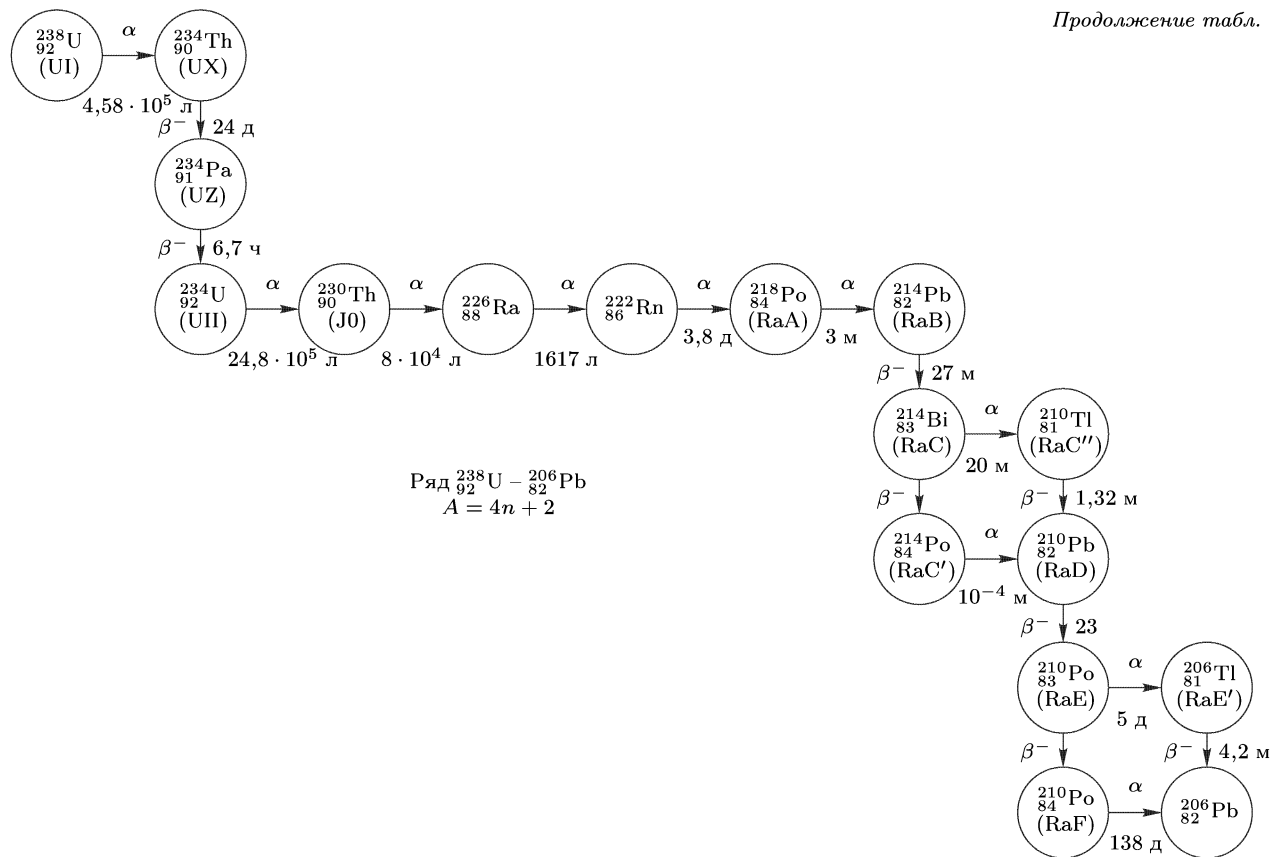 Продолжение табл.
α α
²³⁸₉₂U ²³⁴₉₀Th
(UI) (UX)
4,58 · 10⁵ л
β⁻ 24 д
²³⁴₉₁Pa
(UZ)
β⁻ 6,7 ч
α α α α α
²³⁴₉₂U ²³⁰₉₀Th ²²⁶₈₈Ra ²²²₈₆Rn ²¹⁸₈₄Po ²¹⁴₈₂Pb
(UII) (J0) (RaA) (RaB)
24,8 · 10⁵ л 8 · 10⁴ л 1617 л 3,8 д 3 м
β⁻ 27 м
α
²¹⁴₈₃Bi ²¹⁰₈₁Tl
(RaC) (RaC′′)
20 м
Ряд ²³⁸₉₂U – ²⁰⁶₈₂Pb
A = 4n + 2
β⁻ β⁻ 1,32 м
α
²¹⁴₈₄Po ²¹⁰₈₂Pb
(RaC′) (RaD)
10⁻⁴ м
β⁻ 23
α
²¹⁰₈₃Po ²⁰⁶₈₁Tl
(RaE) (RaE′)
5 д
β⁻ β⁻ 4,2 м
α
²¹⁰₈₄Po ²⁰⁶₈₂Pb
(RaF)
138 д